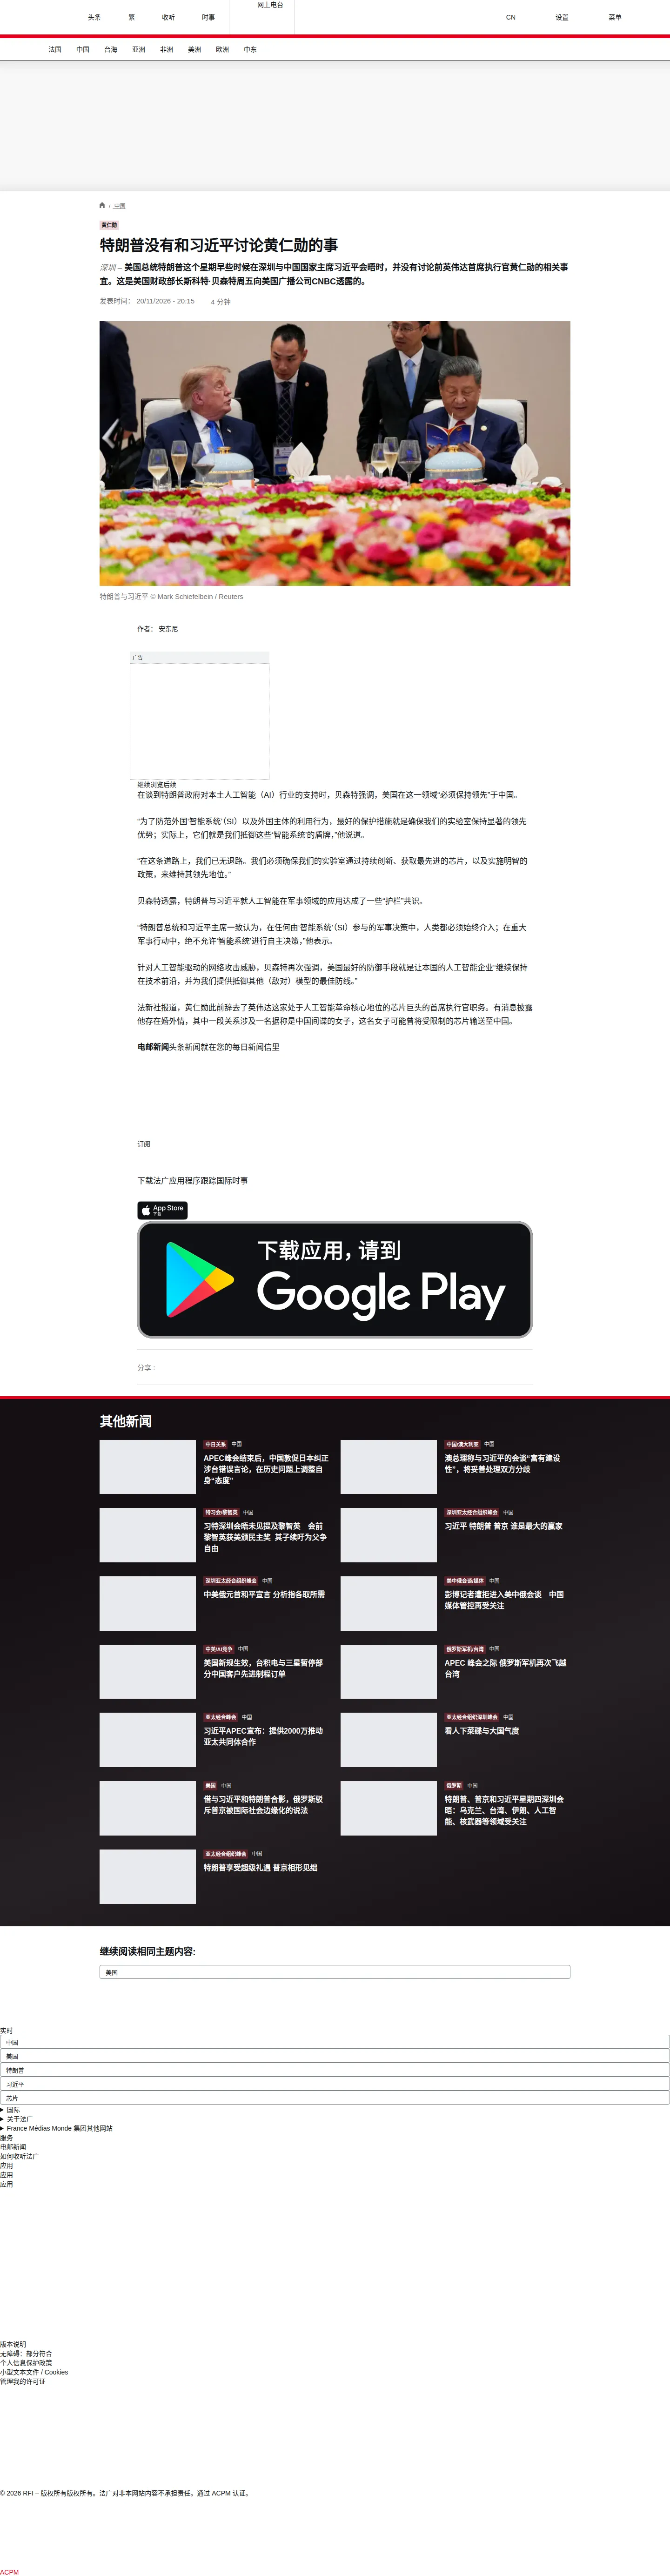 头条
繁
收听
时事
网上电台
CN
设置
菜单
法国
中国
台海
亚洲
非洲
美洲
欧洲
中东
/ 中国
黄仁勋
特朗普没有和习近平讨论黄仁勋的事
深圳 – 美国总统特朗普这个星期早些时候在深圳与中国国家主席习近平会晤时，并没有讨论前英伟达首席执行官黄仁勋的相关事
宜。这是美国财政部长斯科特·贝森特周五向美国广播公司CNBC透露的。
发表时间： 20/11/2026 - 20:15
4 分钟
特朗普与习近平 © Mark Schiefelbein / Reuters
作者： 安东尼
广告
继续浏览后续
在谈到特朗普政府对本土人工智能（AI）行业的支持时，贝森特强调，美国在这一领域“必须保持领先”于中国。
“为了防范外国‘智能系统’（SI）以及外国主体的利用行为，最好的保护措施就是确保我们的实验室保持显著的领先
优势；实际上，它们就是我们抵御这些‘智能系统’的盾牌，”他说道。
“在这条道路上，我们已无退路。我们必须确保我们的实验室通过持续创新、获取最先进的芯片，以及实施明智的
政策，来维持其领先地位。”
贝森特透露，特朗普与习近平就人工智能在军事领域的应用达成了一些“护栏”共识。
“特朗普总统和习近平主席一致认为，在任何由‘智能系统’（SI）参与的军事决策中，人类都必须始终介入；在重大
军事行动中，绝不允许‘智能系统’进行自主决策，”他表示。
针对人工智能驱动的网络攻击威胁，贝森特再次强调，美国最好的防御手段就是让本国的人工智能企业“继续保持
在技术前沿，并为我们提供抵御其他（敌对）模型的最佳防线。”
法新社报道，黄仁勋此前辞去了英伟达这家处于人工智能革命核心地位的芯片巨头的首席执行官职务。有消息披露
他存在婚外情，其中一段关系涉及一名据称是中国间谍的女子，这名女子可能曾将受限制的芯片输送至中国。
电邮新闻头条新闻就在您的每日新闻信里
订阅
下载法广应用程序跟踪国际时事
App Store
下载
下载应用，请到
Google Play
分享 :
其他新闻
中日关系 中国
APEC峰会结束后，中国敦促日本纠正
涉台错误言论，在历史问题上调整自
身“态度”
中国/澳大利亚 中国
澳总理称与习近平的会谈“富有建设
性”，将妥善处理双方分歧
特习会/黎智英 中国
习特深圳会晤未见提及黎智英　会前
黎智英获美颁民主奖 其子续吁为父争
自由
深圳亚太经合组织峰会 中国
习近平 特朗普 普京 谁是最大的赢家
深圳亚太经合组织峰会 中国
中美俄元首和平宣言 分析指各取所需
美中俄会谈/媒体 中国
彭博记者遭拒进入美中俄会谈　中国
媒体管控再受关注
中美/AI竞争 中国
美国新规生效，台积电与三星暂停部
分中国客户先进制程订单
俄罗斯军机/台湾 中国
APEC 峰会之际 俄罗斯军机再次飞越
台湾
亚太经合峰会 中国
习近平APEC宣布：提供2000万推动
亚太共同体合作
亚太经合组织深圳峰会 中国
看人下菜碟与大国气度
美国 中国
借与习近平和特朗普合影，俄罗斯驳
斥普京被国际社会边缘化的说法
俄罗斯 中国
特朗普、普京和习近平星期四深圳会
晤：乌克兰、台湾、伊朗、人工智
能、核武器等领域受关注
亚太经合组织峰会 中国
特朗普享受超级礼遇 普京相形见绌
继续阅读相同主题内容:
美国
实时
中国
美国
特朗普
习近平
芯片
国际
关于法广
France Médias Monde 集团其他网站
服务
电邮新闻
如何收听法广
应用
应用
应用
版本说明
无障碍：部分符合
个人信息保护政策
小型文本文件 / Cookies
管理我的许可证
© 2026 RFI – 版权所有版权所有。法广对非本网站内容不承担责任。通过 ACPM 认证。
ACPM